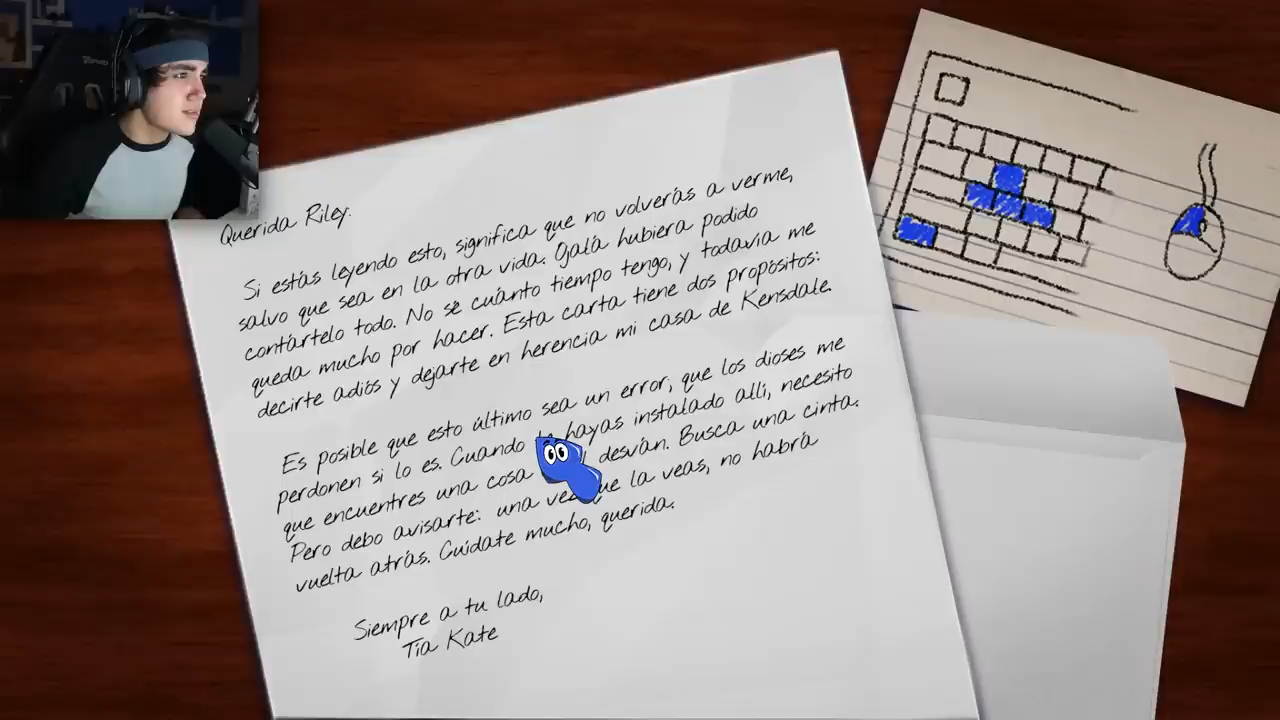 Querida Riley:
Si estás leyendo esto, significa que no volverás a verme,
salvo que sea en la otra vida. Ojalá hubiera podido
contártelo todo. No sé cuánto tiempo tengo, y todavía me
queda mucho por hacer. Esta carta tiene dos propósitos:
decirte adiós y dejarte en herencia mi casa de Kensdale.
Es posible que esto último sea un error, que los dioses me
perdonen si lo es. Cuando hayas instalado allí, necesito
que encuentres una cosa desván. Busca una cinta.
Pero debo avisarte: una vez que la veas, no habrá
vuelta atrás. Cuídate mucho, querida.
Siempre a tu lado,
Tía Kate